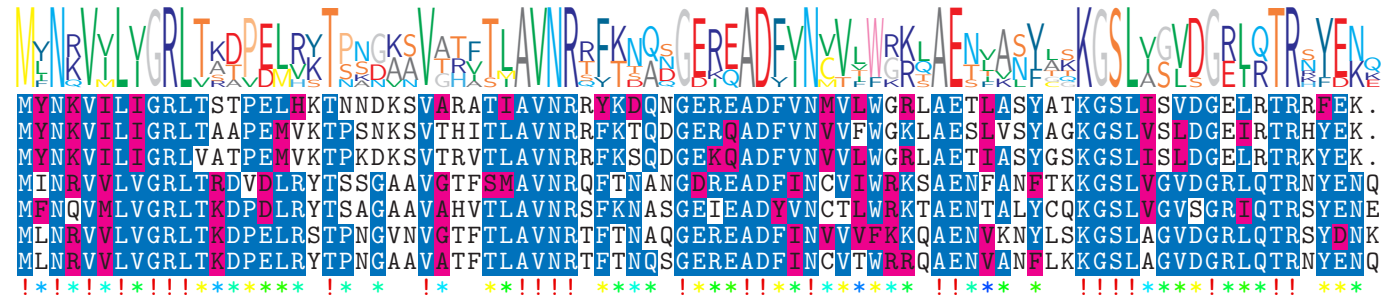 MYNKVILIGRLTSTPELHKTNNDKSVARATIAVNRRYKDQNGEREADFVNMVLWGRLAETLASYATKGSLISVDGELRTRRFEK.
MYNKVILIGRLTAAPEMVKTPSNKSVTHITLAVNRRFKTQDGERQADFVNVVFWGKLAESLVSYAGKGSLVSLDGEIRTRHYEK.
MYNKVILIGRLVATPEMVKTPKDKSVTRVTLAVNRRFKSQDGEKQADFVNVVLWGRLAETIASYGSKGSLISLDGELRTRKYEK.
MINRVVLVGRLTRDVDLRYTSSGAAVGTFSMAVNRQFTNANGDREADFINCVIWRKSAENFANFTKKGSLVGVDGRLQTRNYENQ
MFNQVMLVGRLTKDPDLRYTSAGAAVAHVTLAVNRSFKNASGEIEADYVNCTLWRKTAENTALYCQKGSLVGVSGRIQTRSYENE
MLNRVVLVGRLTKDPELRSTPNGVNVGTFTLAVNRTFTNAQGEREADFINVVVFKKQAENVKNYLSKGSLAGVDGRLQTRSYDNK
MLNRVVLVGRLTKDPELRYTPNGAAVATFTLAVNRTFTNQSGEREADFINCVTWRRQAENVANFLKKGSLAGVDGRLQTRNYENQ